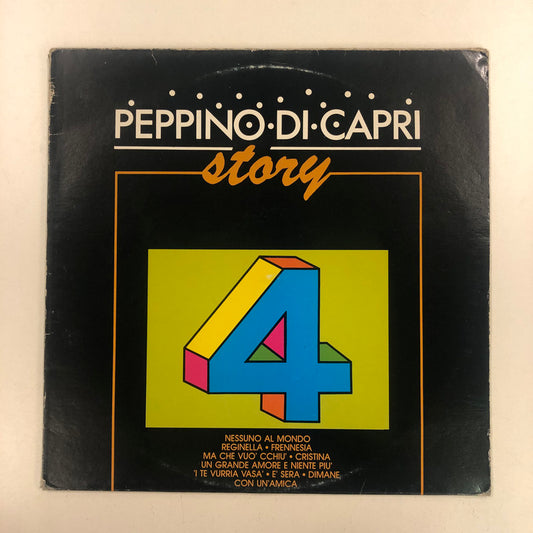 PEPPINO·DI·CAPRI
story
4
NESSUNO AL MONDO
REGINELLA • FRENNESIA
MA CHE VUO' CCHIU' • CRISTINA
UN GRANDE AMORE E NIENTE PIU'
'I TE VURRIA VASA' • E' SERA • DIMANE
CON UN'AMICA